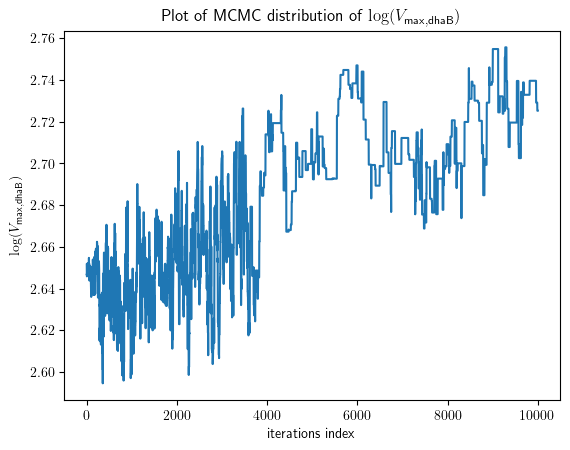 Plot of MCMC distribution of log(V_max,dhaB)
log(V_max,dhaB)
2.76
2.74
2.72
2.70
2.68
2.66
2.64
2.62
2.60
0 2000 4000 6000 8000 10000
iterations index